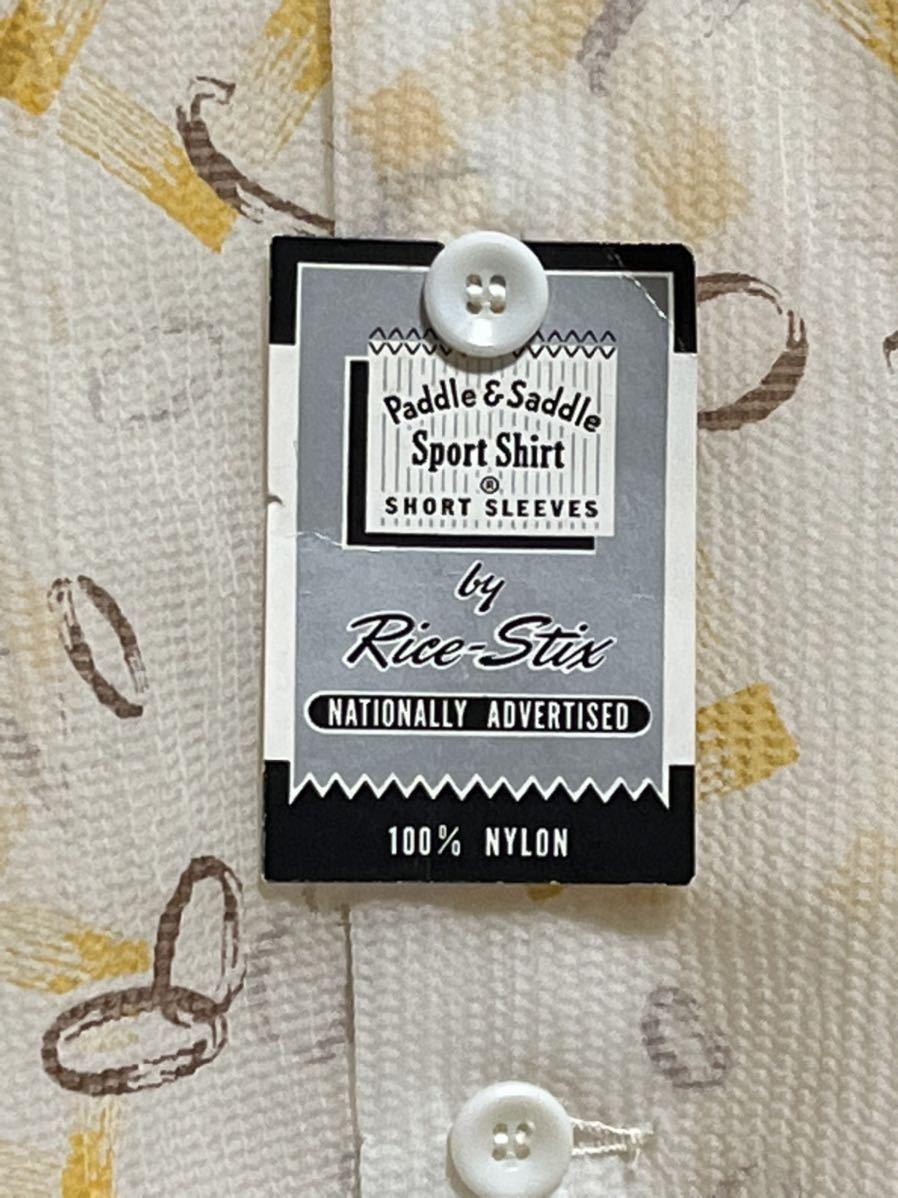 Paddle & Saddle
Sport Shirt
®
SHORT SLEEVES
by
Rice-Stix
NATIONALLY ADVERTISED
100% NYLON